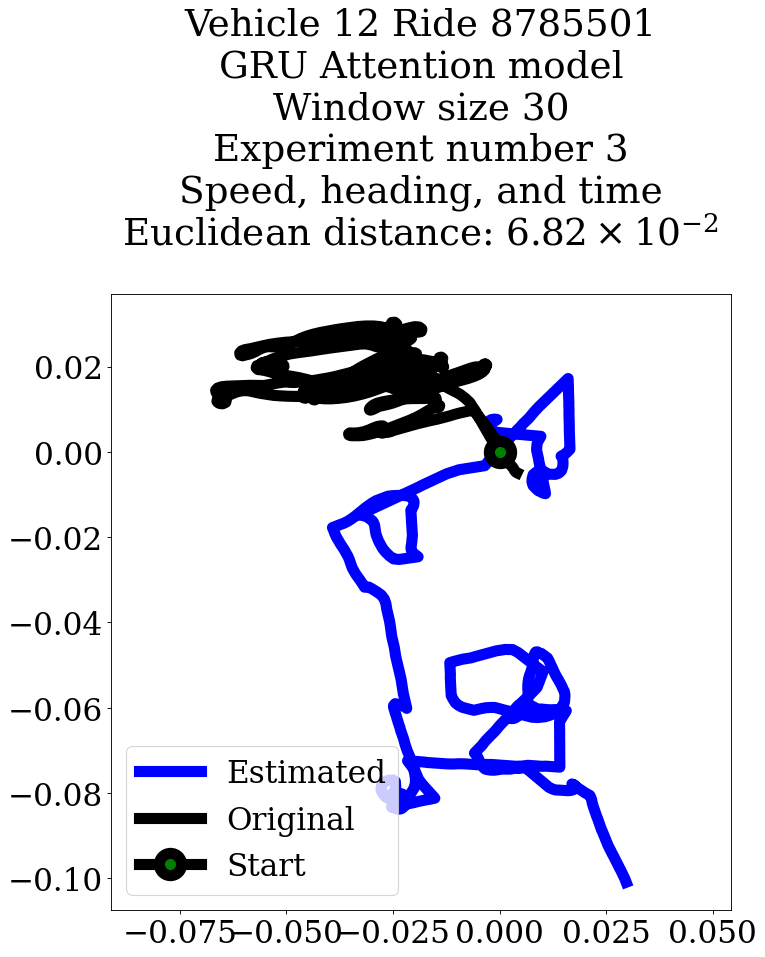 Vehicle 12 Ride 8785501
GRU Attention model
Window size 30
Experiment number 3
Speed, heading, and time
Euclidean distance: 6.82 × 10⁻²
0.02
0.00
−0.02
−0.04
−0.06
−0.08
−0.10
Estimated
Original
Start
−0.075 −0.050 −0.025 0.000 0.025 0.050